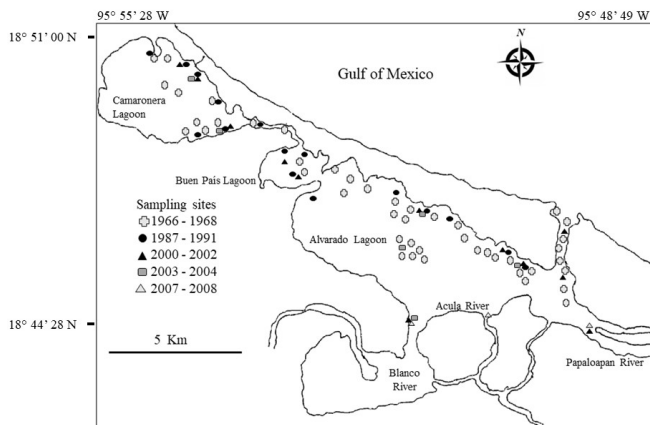 95° 55’ 28” W
95° 48’ 49” W
18° 51’ 00” N
Gulf of Mexico
Camaronera
Lagoon
Buen País Lagoon
Sampling sites
1966 - 1968
1987 - 1991
2000 - 2002
2003 - 2004
2007 - 2008
Alvarado Lagoon
Acula River
18° 44’ 28” N
5 Km
Papaloapan River
Blanco
River